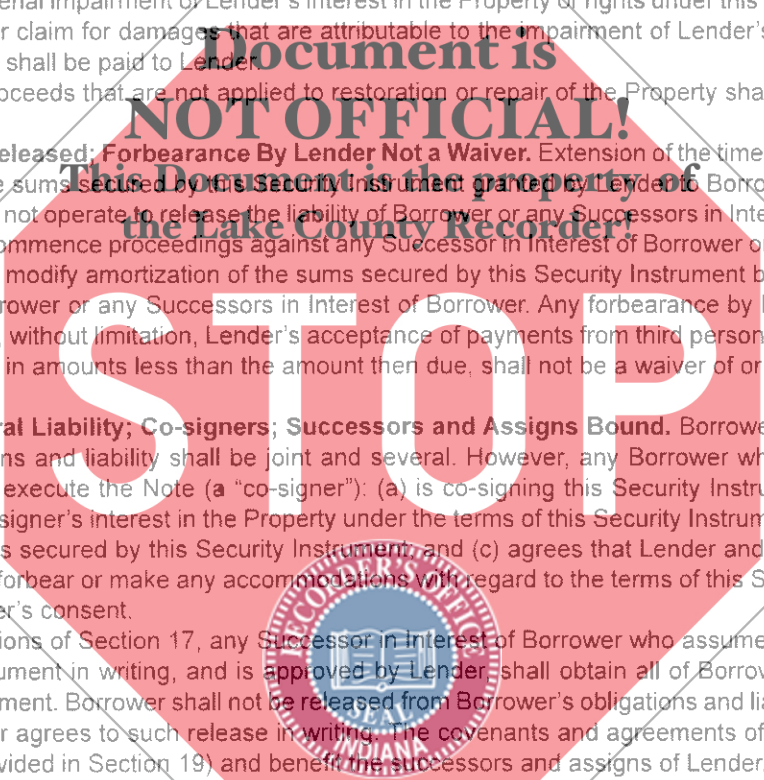 erial impairment of Lender's interest in the Property or rights under this
r claim for damages that are attributable to the impairment of Lender's
shall be paid to Lender.
Document is
oceeds that are not applied to restoration or repair of the Property sha
NOT OFFICIAL!
eleased; Forbearance By Lender Not a Waiver. Extension of the time
This Document is the property of
e sums secured by this Security Instrument granted by Lender to Borro
not operate to release the liability of Borrower or any Successors in Inte
the Lake County Recorder!
ommence proceedings against any Successor in Interest of Borrower or
modify amortization of the sums secured by this Security Instrument b
rower or any Successors in Interest of Borrower. Any forbearance by
, without limitation, Lender's acceptance of payments from third person
in amounts less than the amount then due, shall not be a waiver of or
STOP
ral Liability; Co-signers; Successors and Assigns Bound. Borrowe
ns and liability shall be joint and several. However, any Borrower wh
execute the Note (a "co-signer"): (a) is co-signing this Security Instru
signer's interest in the Property under the terms of this Security Instrum
s secured by this Security Instrument; and (c) agrees that Lender and
forbear or make any accommodations with regard to the terms of this S
er's consent.
RECORDER'S OFFICE
ions of Section 17, any Successor in Interest of Borrower who assume
ument in writing, and is approved by Lender, shall obtain all of Borrow
ment. Borrower shall not be released from Borrower's obligations and lia
SEAL
r agrees to such release in writing. The covenants and agreements of
INDIANA
vided in Section 19) and benefit the successors and assigns of Lender.